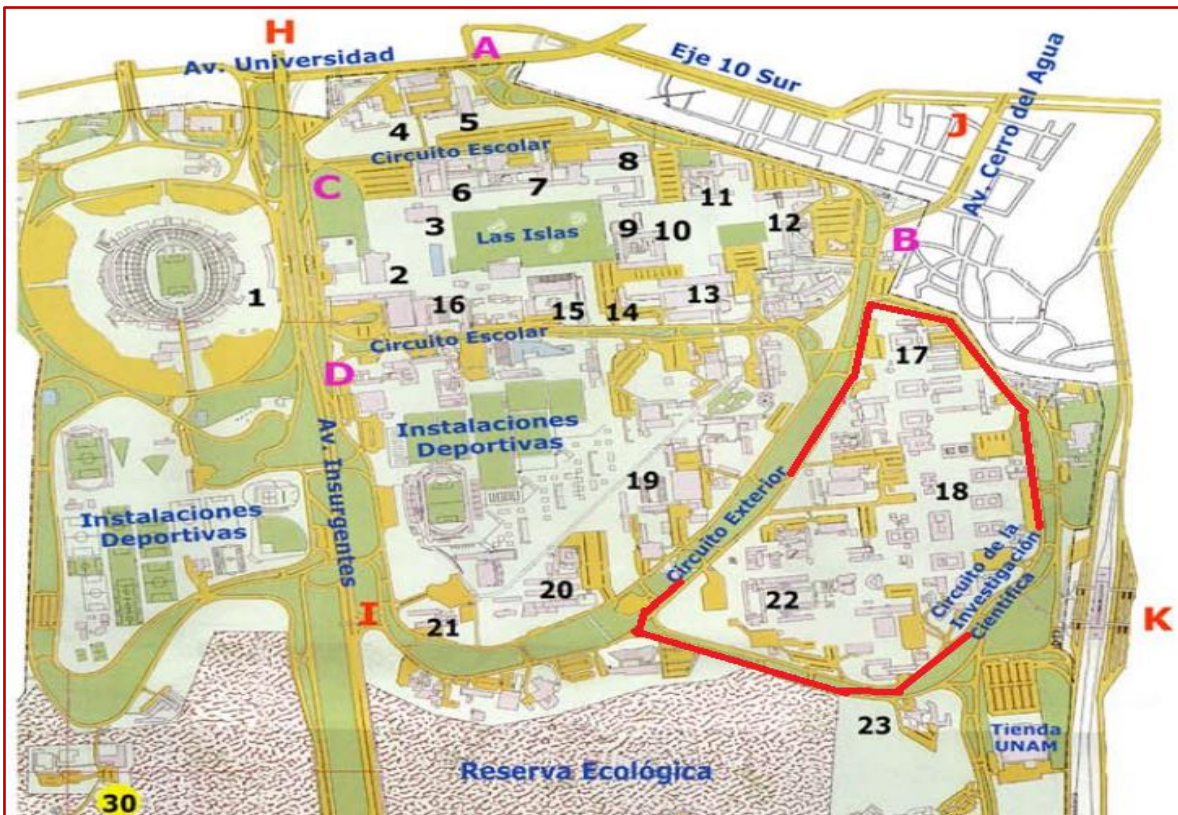 H
A
Av. Universidad
Eje 10 Sur
Av. Cerro del Agua
J
4
5
Circuito Escolar
8
C
6
7
11
3
Las Islas
9
10
12
B
2
1
16
15
14
13
Circuito Escolar
17
D
Av. Insurgentes
Instalaciones
Deportivas
19
18
Instalaciones
Deportivas
Circuito Exterior
Circuito de la
Investigación
Científica
20
22
I
21
K
23
Tienda
UNAM
Reserva Ecológica
30